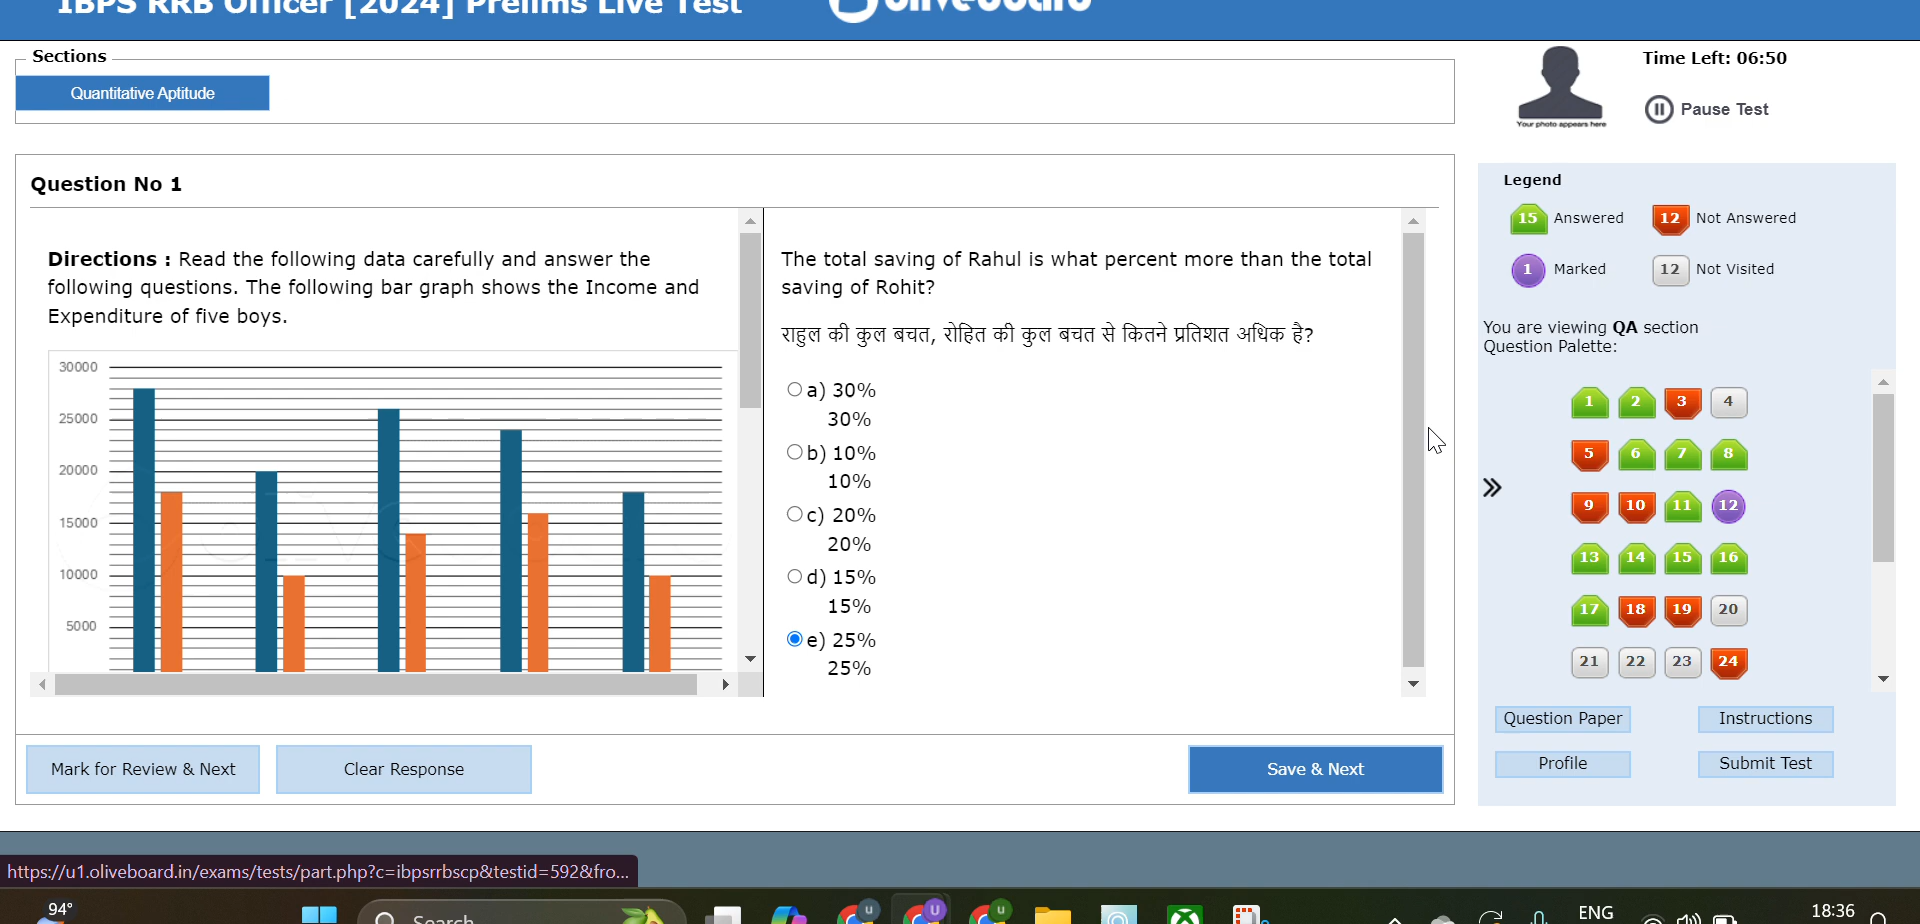 IBPS RRB Officer [2024] Prelims Live Test
oliveboard
Sections
Quantitative Aptitude
Your photo appears here
Time Left: 06:50
Pause Test
Question No 1
Directions : Read the following data carefully and answer the
following questions. The following bar graph shows the Income and
Expenditure of five boys.
30000
25000
20000
15000
10000
5000
The total saving of Rahul is what percent more than the total
saving of Rohit?
राहुल की कुल बचत, रोहित की कुल बचत से कितने प्रतिशत अधिक है?
a) 30%
30%
b) 10%
10%
c) 20%
20%
d) 15%
15%
e) 25%
25%
Mark for Review & Next
Clear Response
Save & Next
Legend
15 Answered
12 Not Answered
1 Marked
12 Not Visited
You are viewing QA section
Question Palette:
1 2 3 4
5 6 7 8
9 10 11 12
13 14 15 16
17 18 19 20
21 22 23 24
Question Paper
Instructions
Profile
Submit Test
https://u1.oliveboard.in/exams/tests/part.php?c=ibpsrrbscp&testid=592&fro...
94°
Search
U
U
U
ENG
18:36